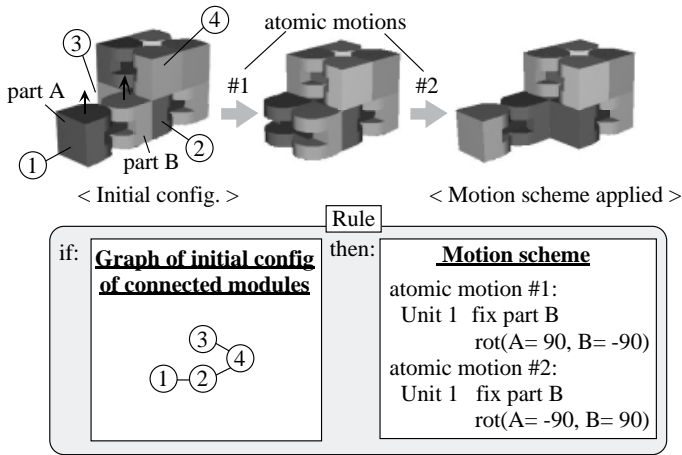 ④
atomic motions
③
part A
#1
#2
①
part B
②
< Initial config. >
< Motion scheme applied >
Rule
if:
Graph of initial config
of connected modules
③
④
① ②
then:
Motion scheme
atomic motion #1:
Unit 1 fix part B
rot(A= 90, B= -90)
atomic motion #2:
Unit 1 fix part B
rot(A= -90, B= 90)